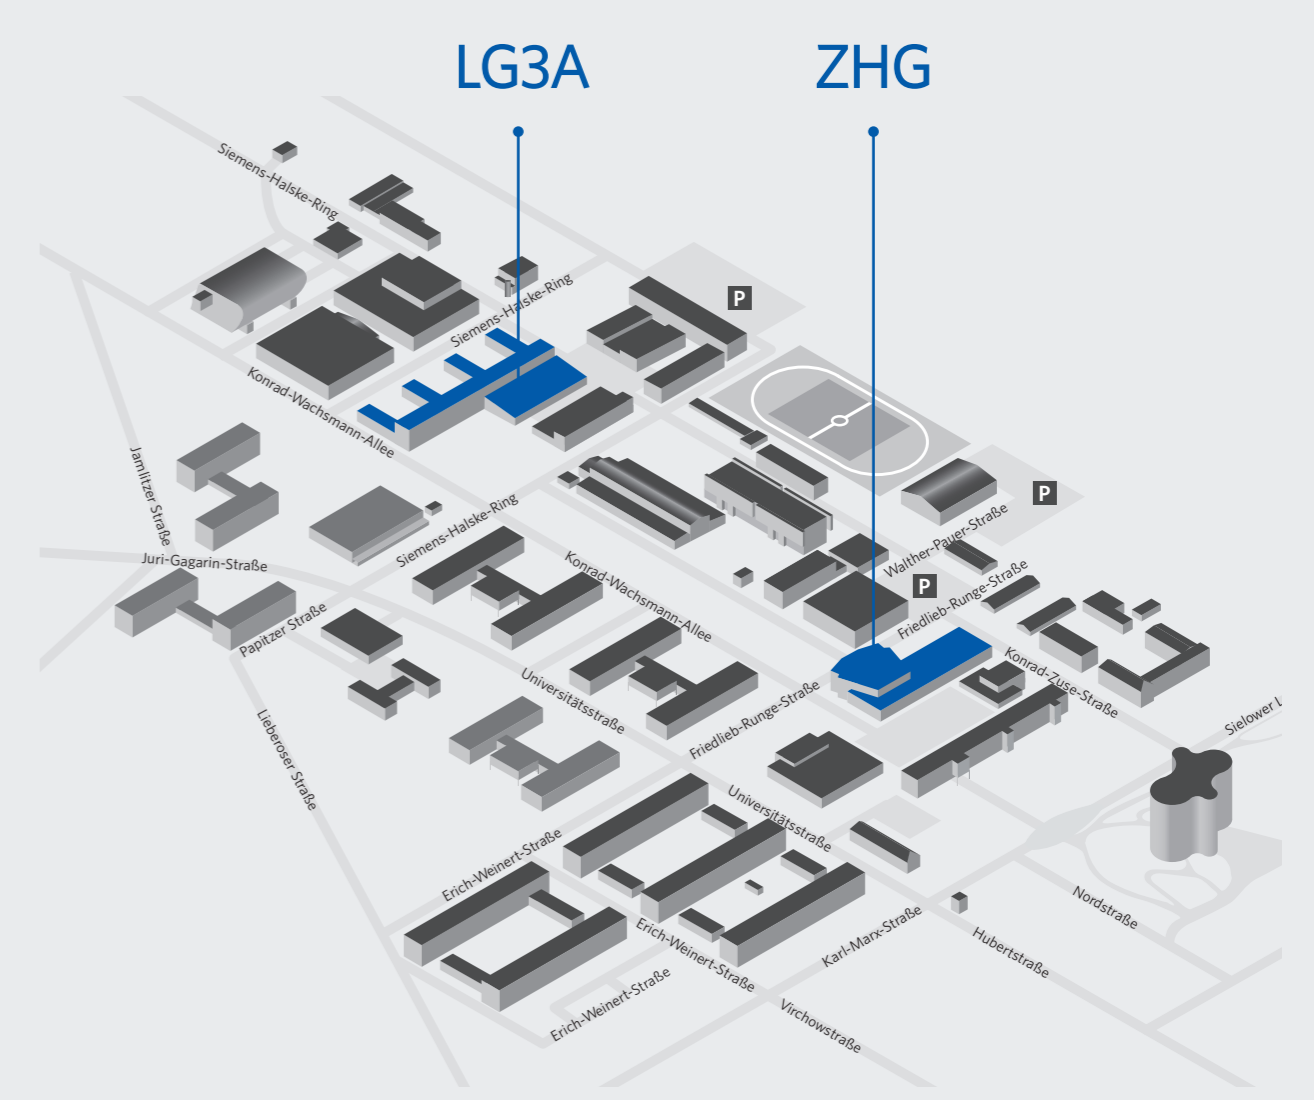 LG3A
ZHG
Siemens-Halske-Ring
Siemens-Halske-Ring
P
Konrad-Wachsmann-Allee
Jamlitzer Straße
P
Siemens-Halske-Ring
Walther-Pauer-Straße
Juri-Gagarin-Straße
Konrad-Wachsmann-Allee
P
Friedlieb-Runge-Straße
Papitzer Straße
Konrad-Zuse-Straße
Universitätsstraße
Friedlieb-Runge-Straße
Sielower L
Lieberoser Straße
Universitätsstraße
Erich-Weinert-Straße
Nordstraße
Karl-Marx-Straße
Erich-Weinert-Straße
Hubertstraße
Erich-Weinert-Straße
Virchowstraße